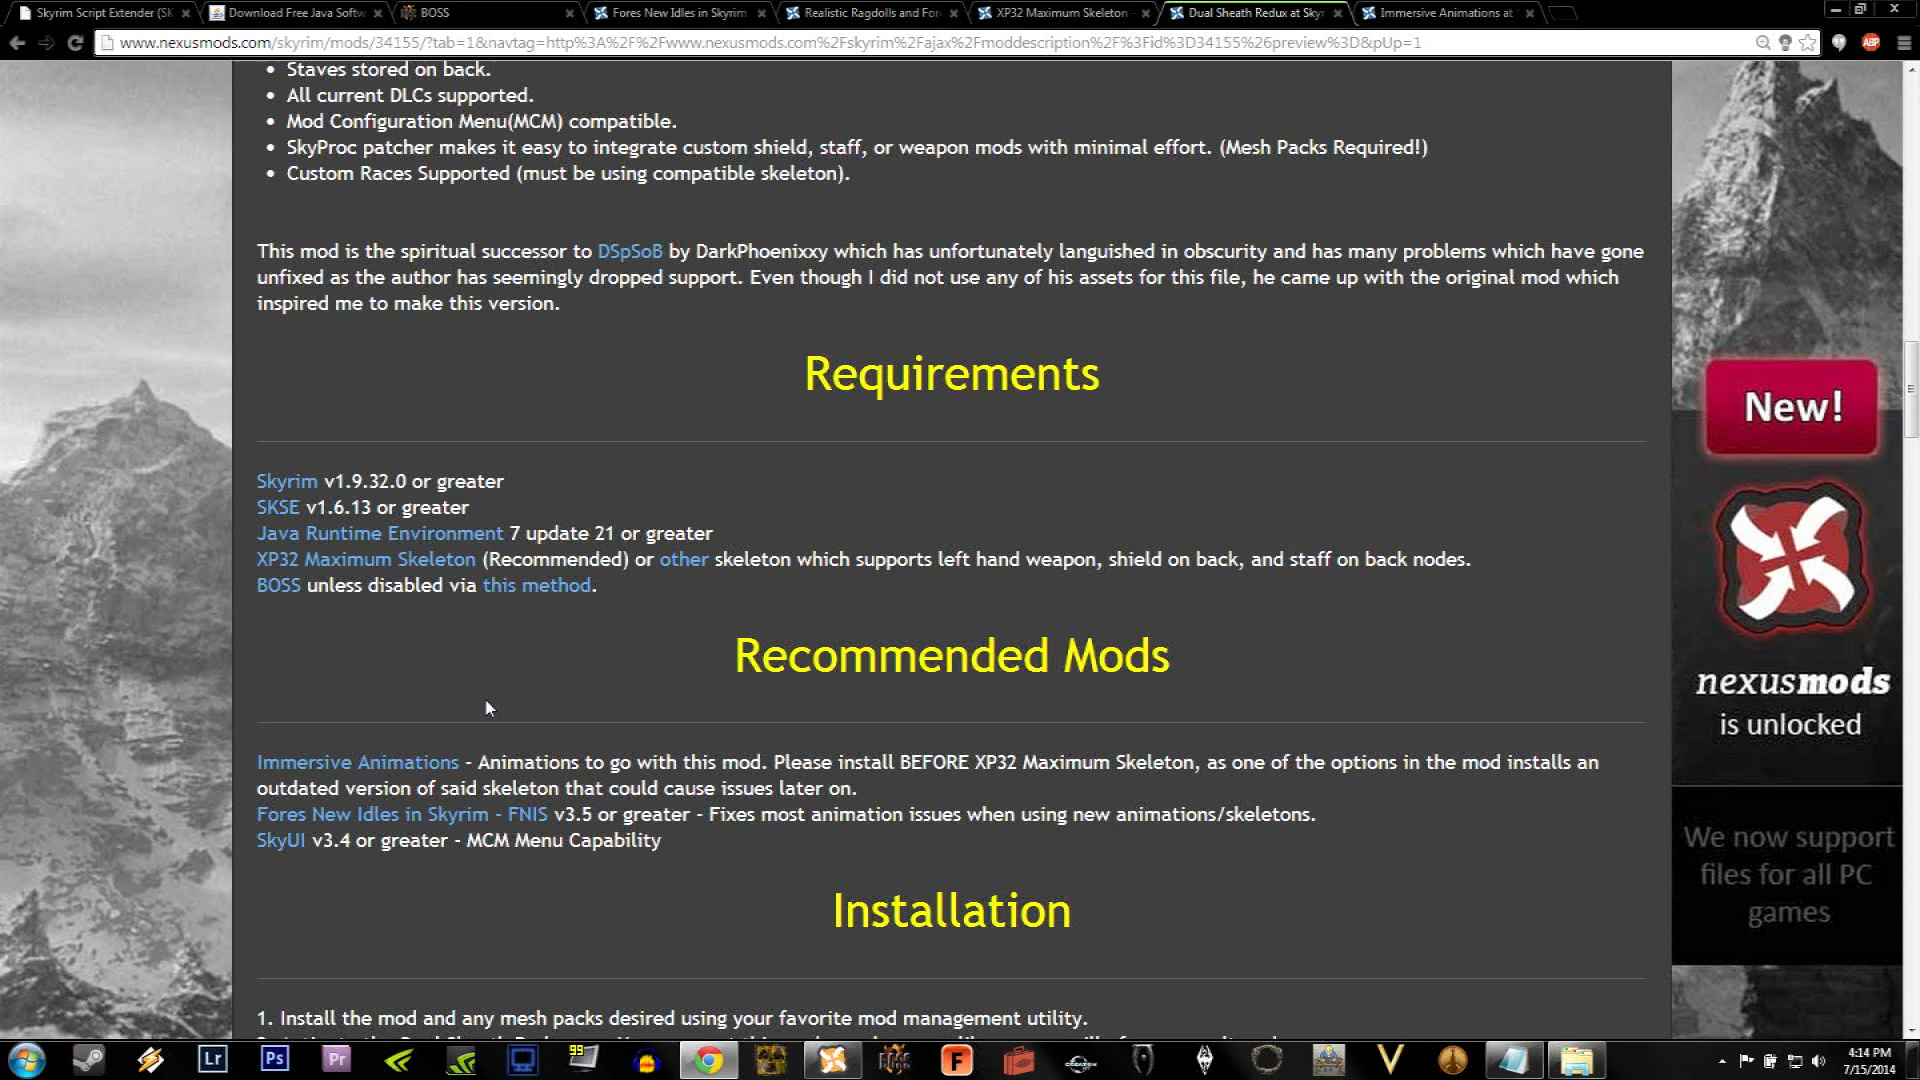 Skyrim Script Extender (SK
Download Free Java Softw
BOSS
Fores New Idles in Skyrim
Realistic Ragdolls and For
XP32 Maximum Skeleton
Dual Sheath Redux at Sky
Immersive Animations at
www.nexusmods.com/skyrim/mods/34155/?tab=1&navtag=http%3A%2F%2Fwww.nexusmods.com%2Fskyrim%2Fajax%2Fmoddescription%2F%3Fid%3D34155%26preview%3D&pUp=1
ABP
• Staves stored on back.
• All current DLCs supported.
• Mod Configuration Menu(MCM) compatible.
• SkyProc patcher makes it easy to integrate custom shield, staff, or weapon mods with minimal effort. (Mesh Packs Required!)
• Custom Races Supported (must be using compatible skeleton).
This mod is the spiritual successor to DSpSoB by DarkPhoenixxy which has unfortunately languished in obscurity and has many problems which have gone
unfixed as the author has seemingly dropped support. Even though I did not use any of his assets for this file, he came up with the original mod which
inspired me to make this version.
Requirements
Skyrim v1.9.32.0 or greater
SKSE v1.6.13 or greater
Java Runtime Environment 7 update 21 or greater
XP32 Maximum Skeleton (Recommended) or other skeleton which supports left hand weapon, shield on back, and staff on back nodes.
BOSS unless disabled via this method.
Recommended Mods
Immersive Animations - Animations to go with this mod. Please install BEFORE XP32 Maximum Skeleton, as one of the options in the mod installs an
outdated version of said skeleton that could cause issues later on.
Fores New Idles in Skyrim - FNIS v3.5 or greater - Fixes most animation issues when using new animations/skeletons.
SkyUI v3.4 or greater - MCM Menu Capability
Installation
1. Install the mod and any mesh packs desired using your favorite mod management utility.
New!
nexusmods
is unlocked
We now support
files for all PC
games
Lr
Ps
Pr
99
F
V
4:14 PM
7/15/2014